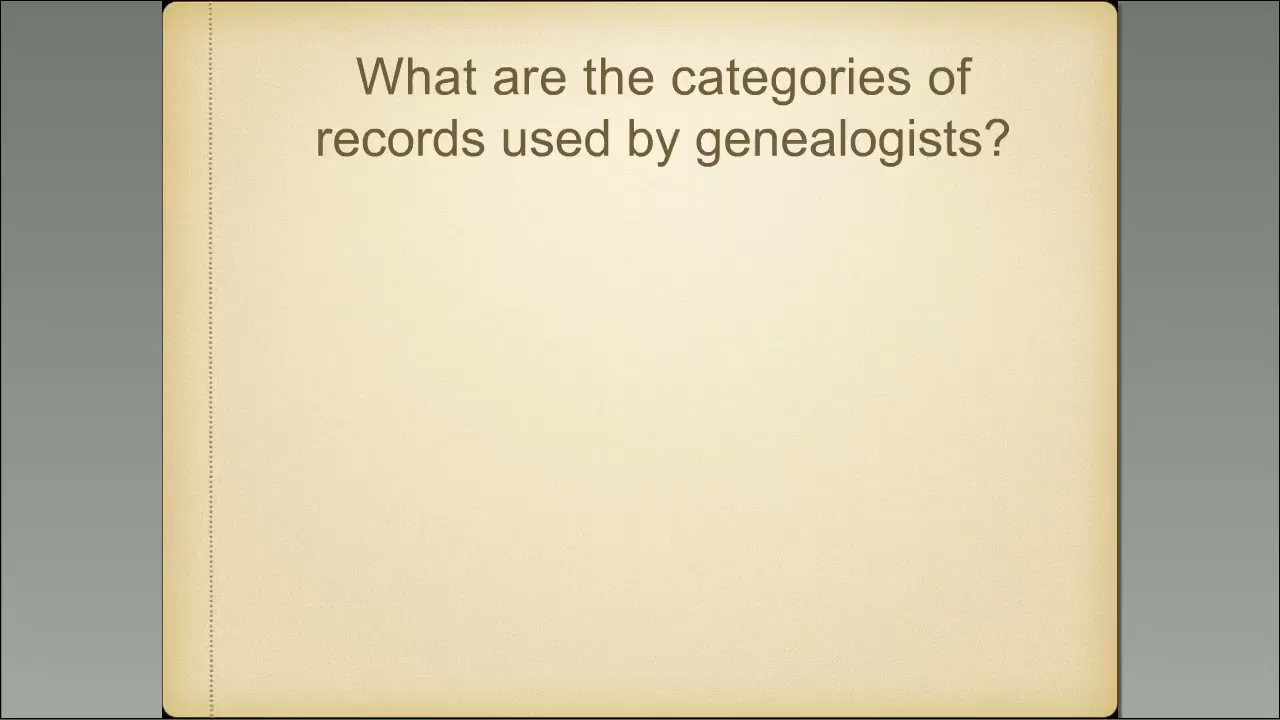 What are the categories of
records used by genealogists?